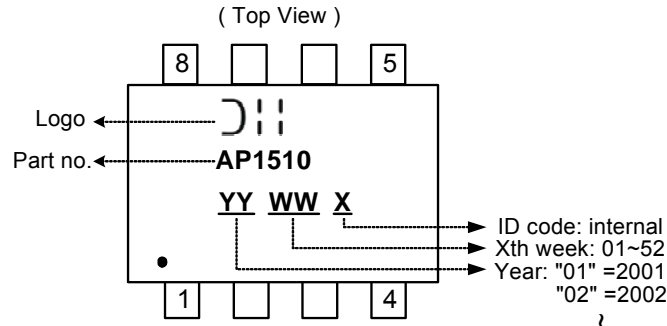 ( Top View )
8 5
Logo
Part no. AP1510
YY WW X
ID code: internal
Xth week: 01~52
Year: "01" =2001
"02" =2002
~
1 4